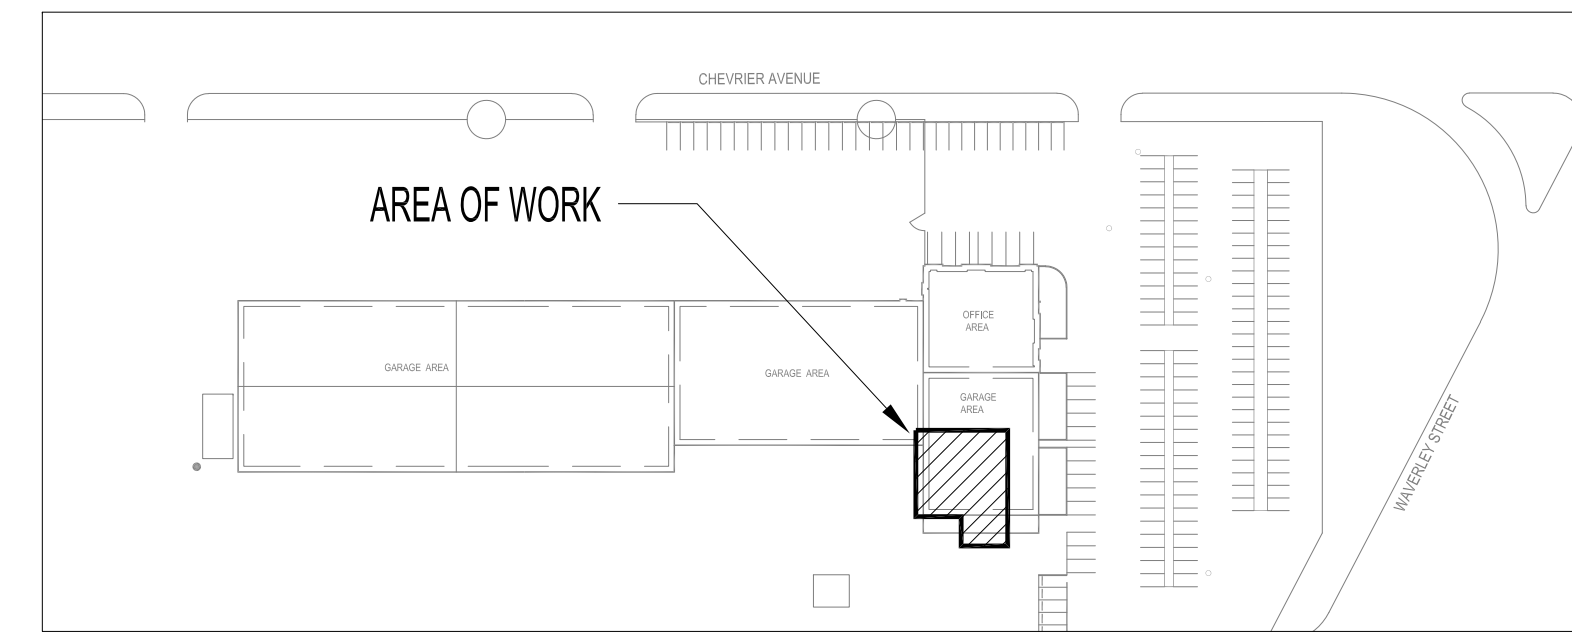 CHEVRIER AVENUE
AREA OF WORK
OFFICE
AREA
GARAGE AREA
GARAGE AREA
GARAGE
AREA
WAVERLEY STREET